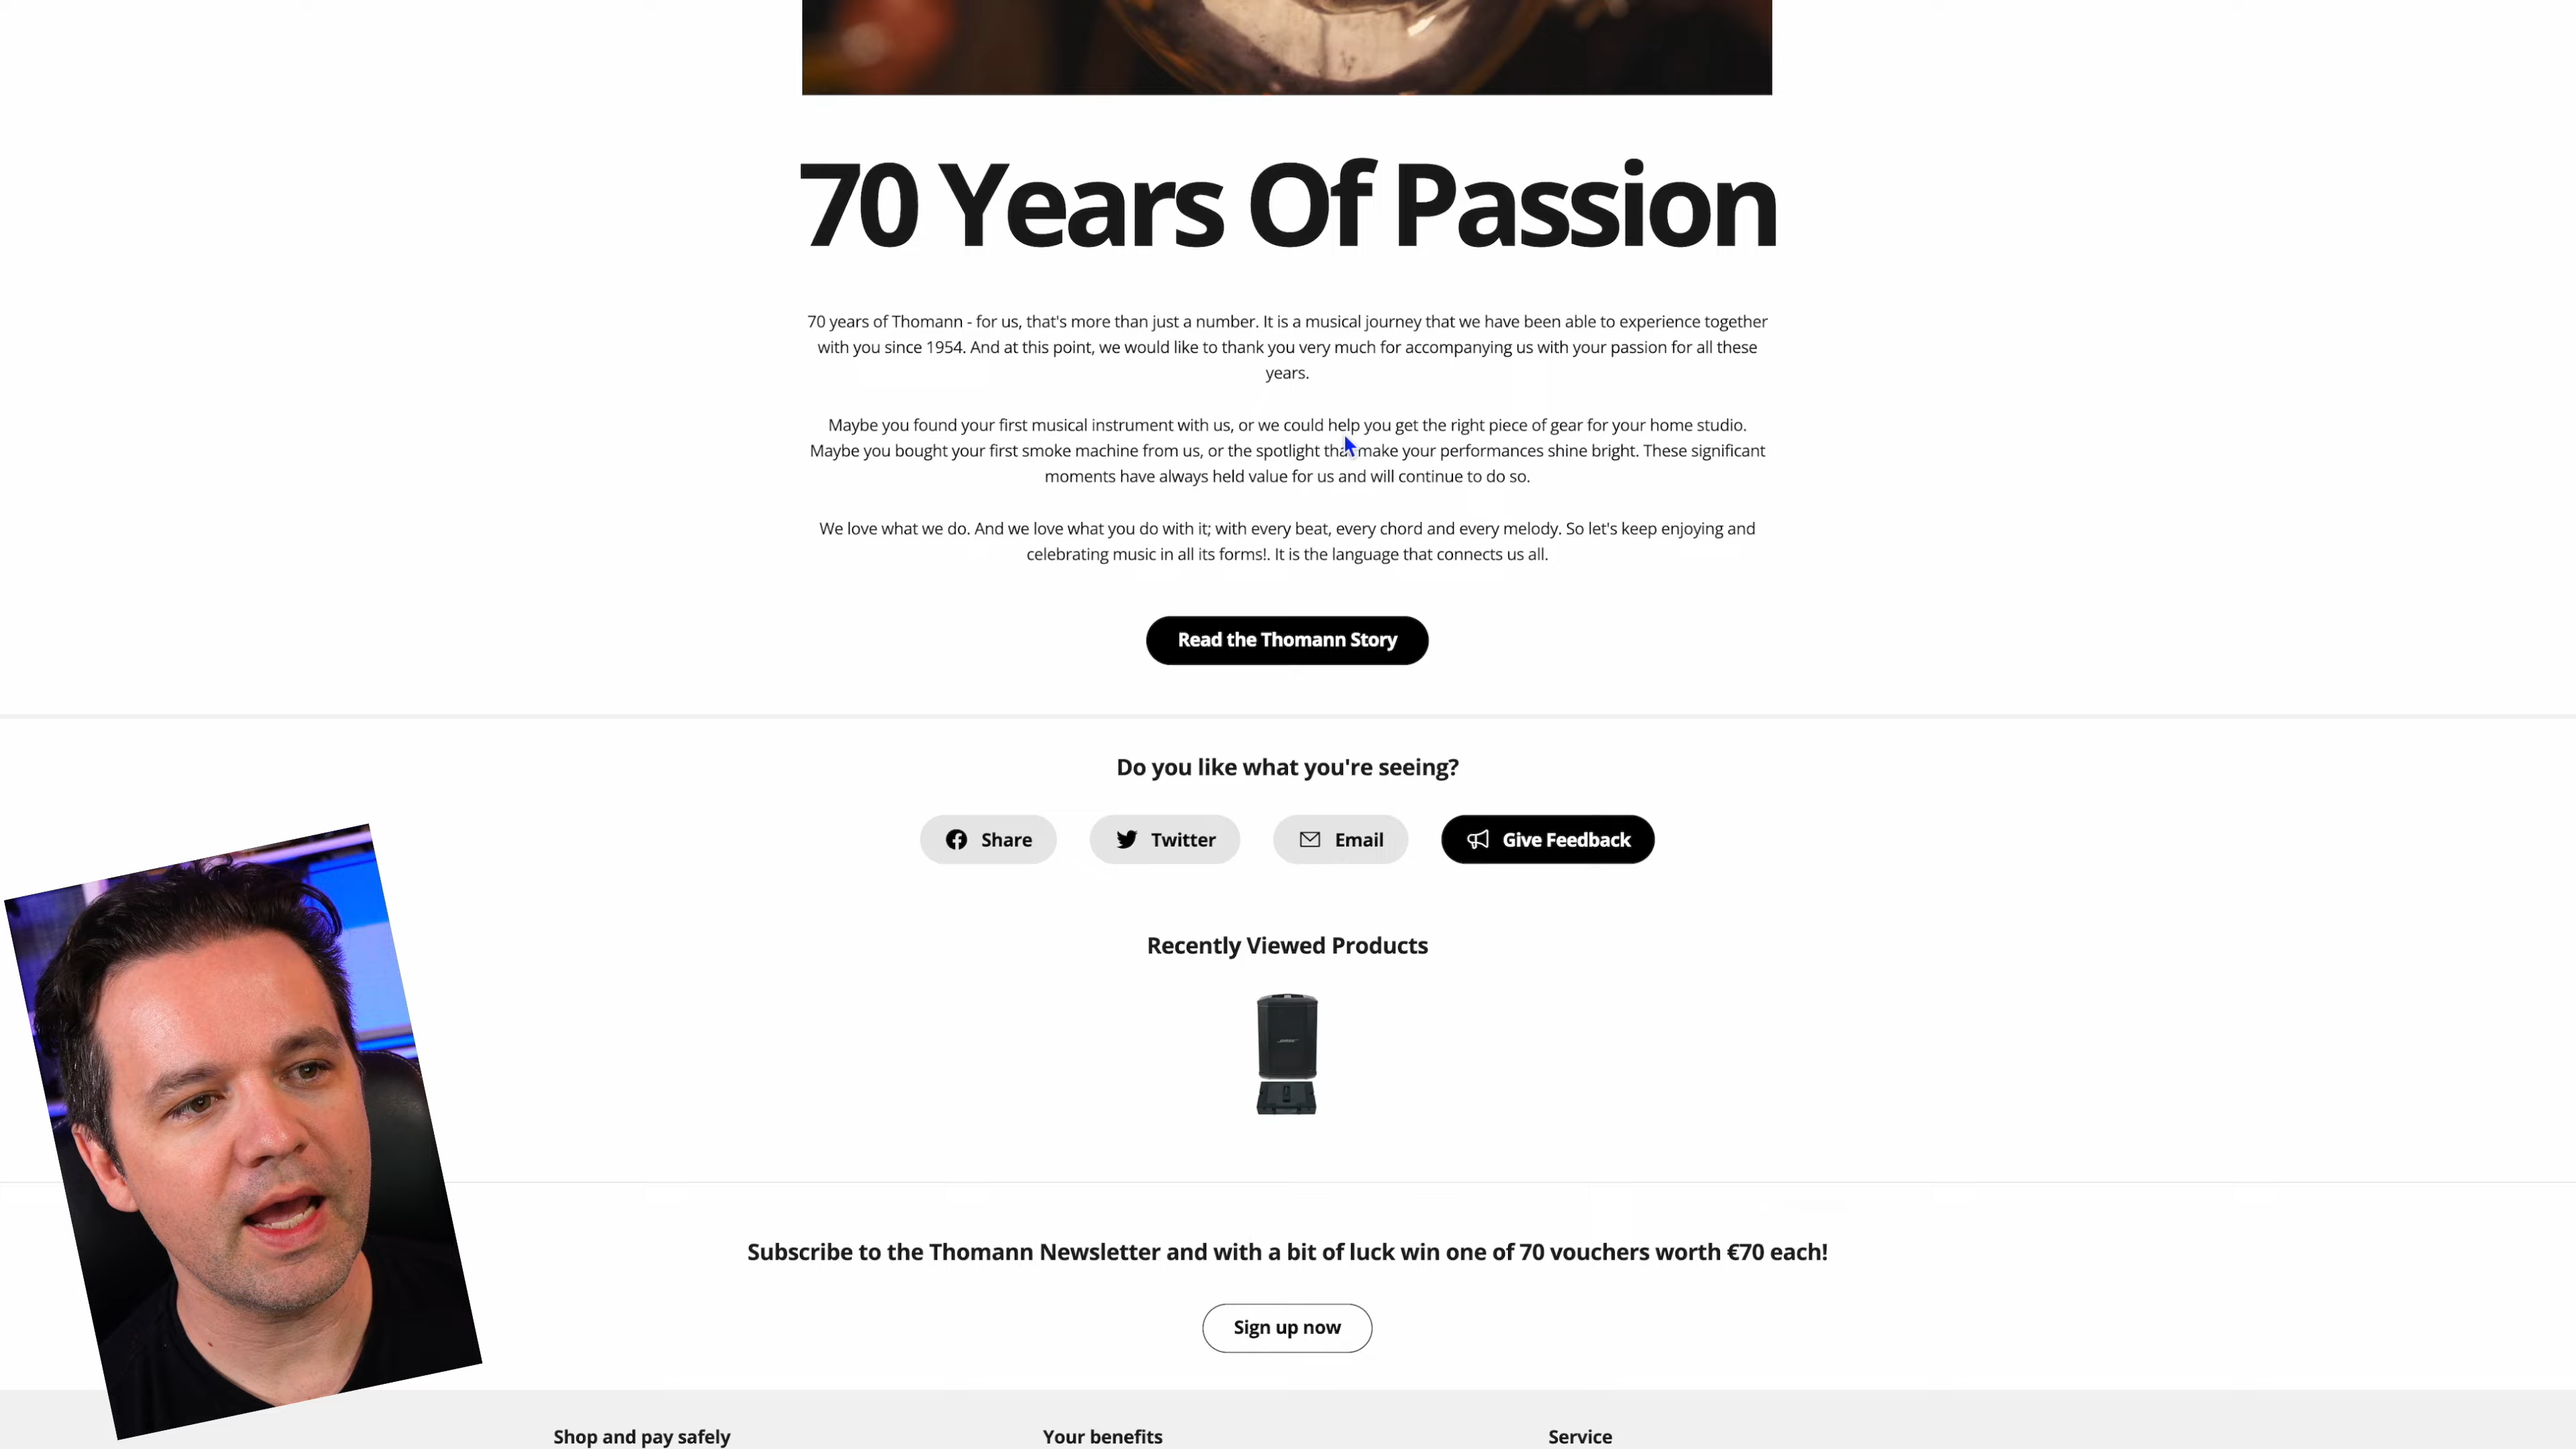 70 Years Of Passion
70 years of Thomann - for us, that's more than just a number. It is a musical journey that we have been able to experience together
with you since 1954. And at this point, we would like to thank you very much for accompanying us with your passion for all these
years.
Maybe you found your first musical instrument with us, or we could help you get the right piece of gear for your home studio.
Maybe you bought your first smoke machine from us, or the spotlight that make your performances shine bright. These significant
moments have always held value for us and will continue to do so.
We love what we do. And we love what you do with it; with every beat, every chord and every melody. So let's keep enjoying and
celebrating music in all its forms!. It is the language that connects us all.
Read the Thomann Story
Do you like what you're seeing?
Share Twitter Email Give Feedback
Recently Viewed Products
BOSE
Subscribe to the Thomann Newsletter and with a bit of luck win one of 70 vouchers worth €70 each!
Sign up now
Shop and pay safely Your benefits Service